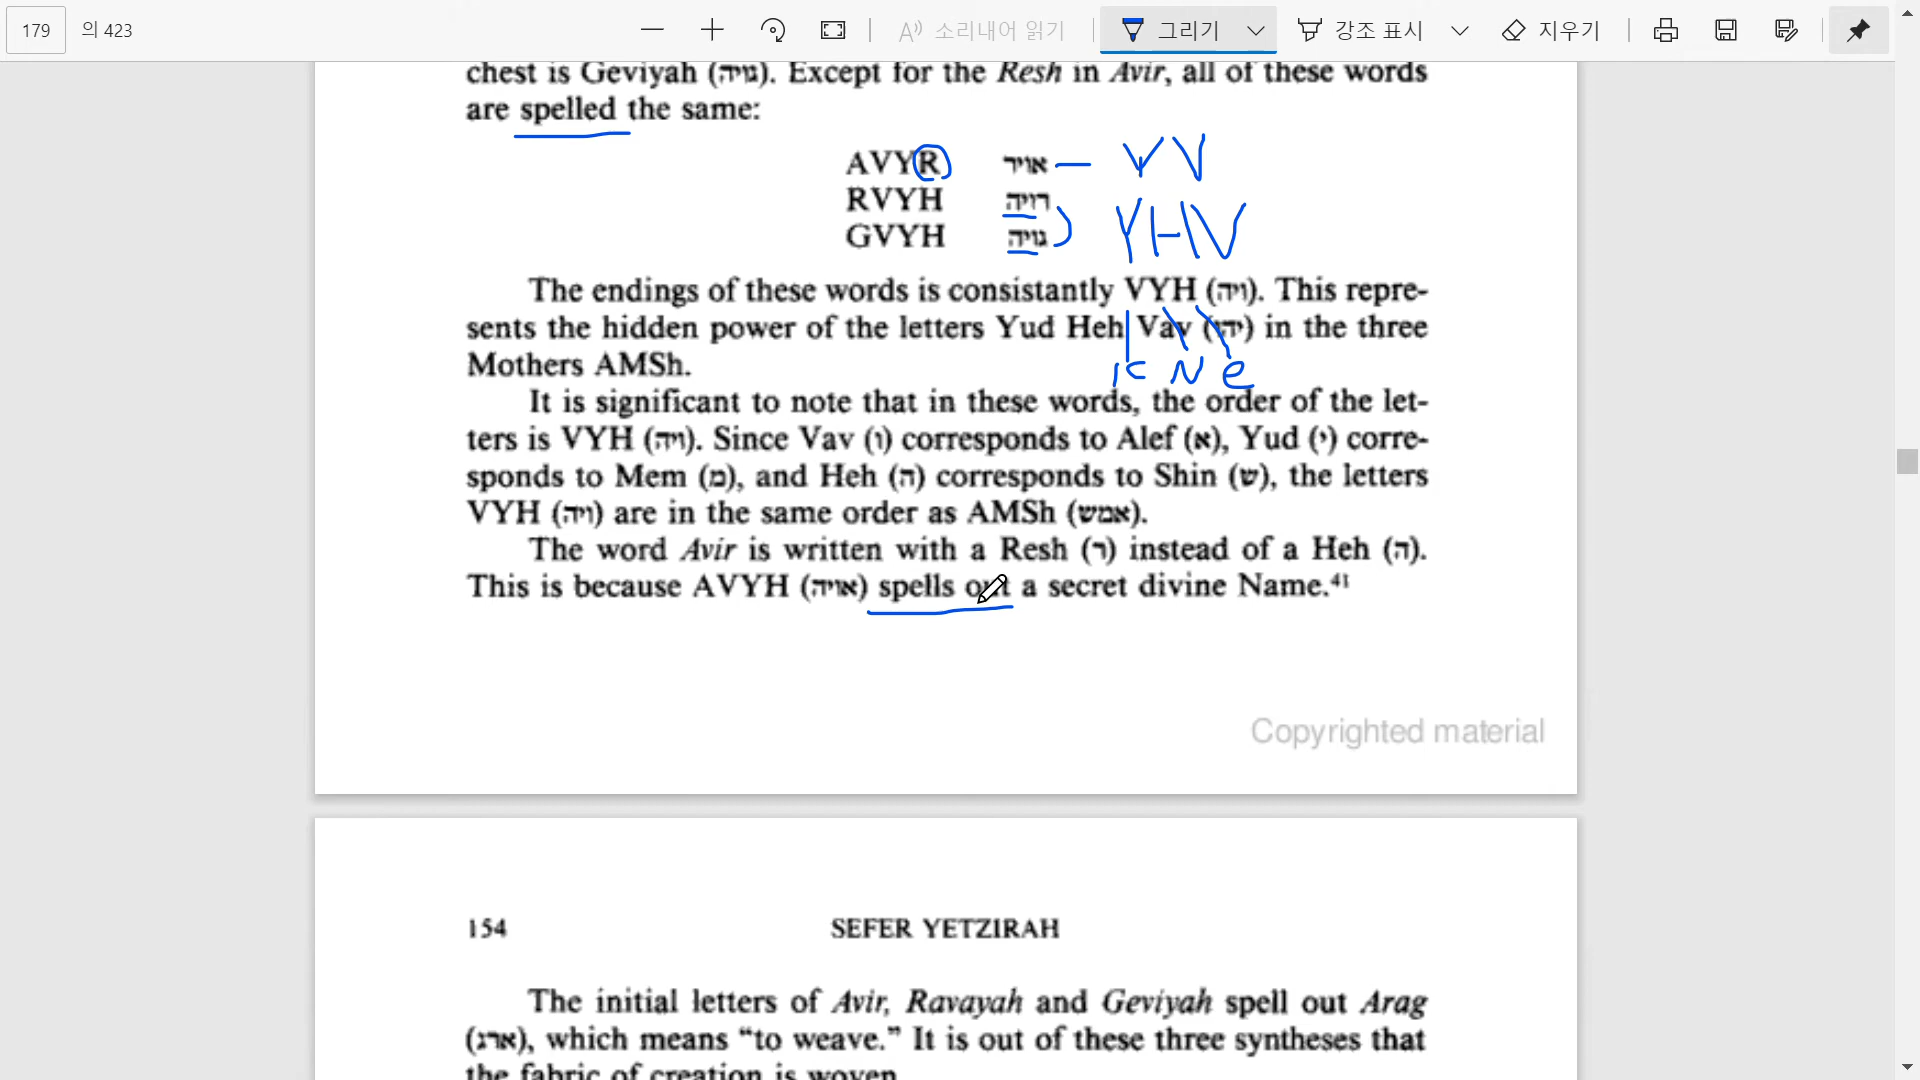 179 의 423 소리내어 읽기 그리기 강조 표시 지우기
chest is Geviyah (גויה). Except for the Resh in Avir, all of these words
are spelled the same:
AVYR אויר — YV
RVYH רויה
GVYH גויה ) YHV
The endings of these words is consistantly VYH (ויה). This repre-
sents the hidden power of the letters Yud Heh Vav (יהו) in the three
Mothers AMSh.
It is significant to note that in these words, the order of the let-
ters is VYH (ויה). Since Vav (ו) corresponds to Alef (א), Yud (י) corre-
sponds to Mem (מ), and Heh (ה) corresponds to Shin (ש), the letters
VYH (ויה) are in the same order as AMSh (אמש).
The word Avir is written with a Resh (ר) instead of a Heh (ה).
This is because AVYH (אויה) spells out a secret divine Name.⁴¹
Copyrighted material
154 SEFER YETZIRAH
The initial letters of Avir, Ravayah and Geviyah spell out Arag
(ארג), which means “to weave.” It is out of these three syntheses that
the fabric of creation is woven